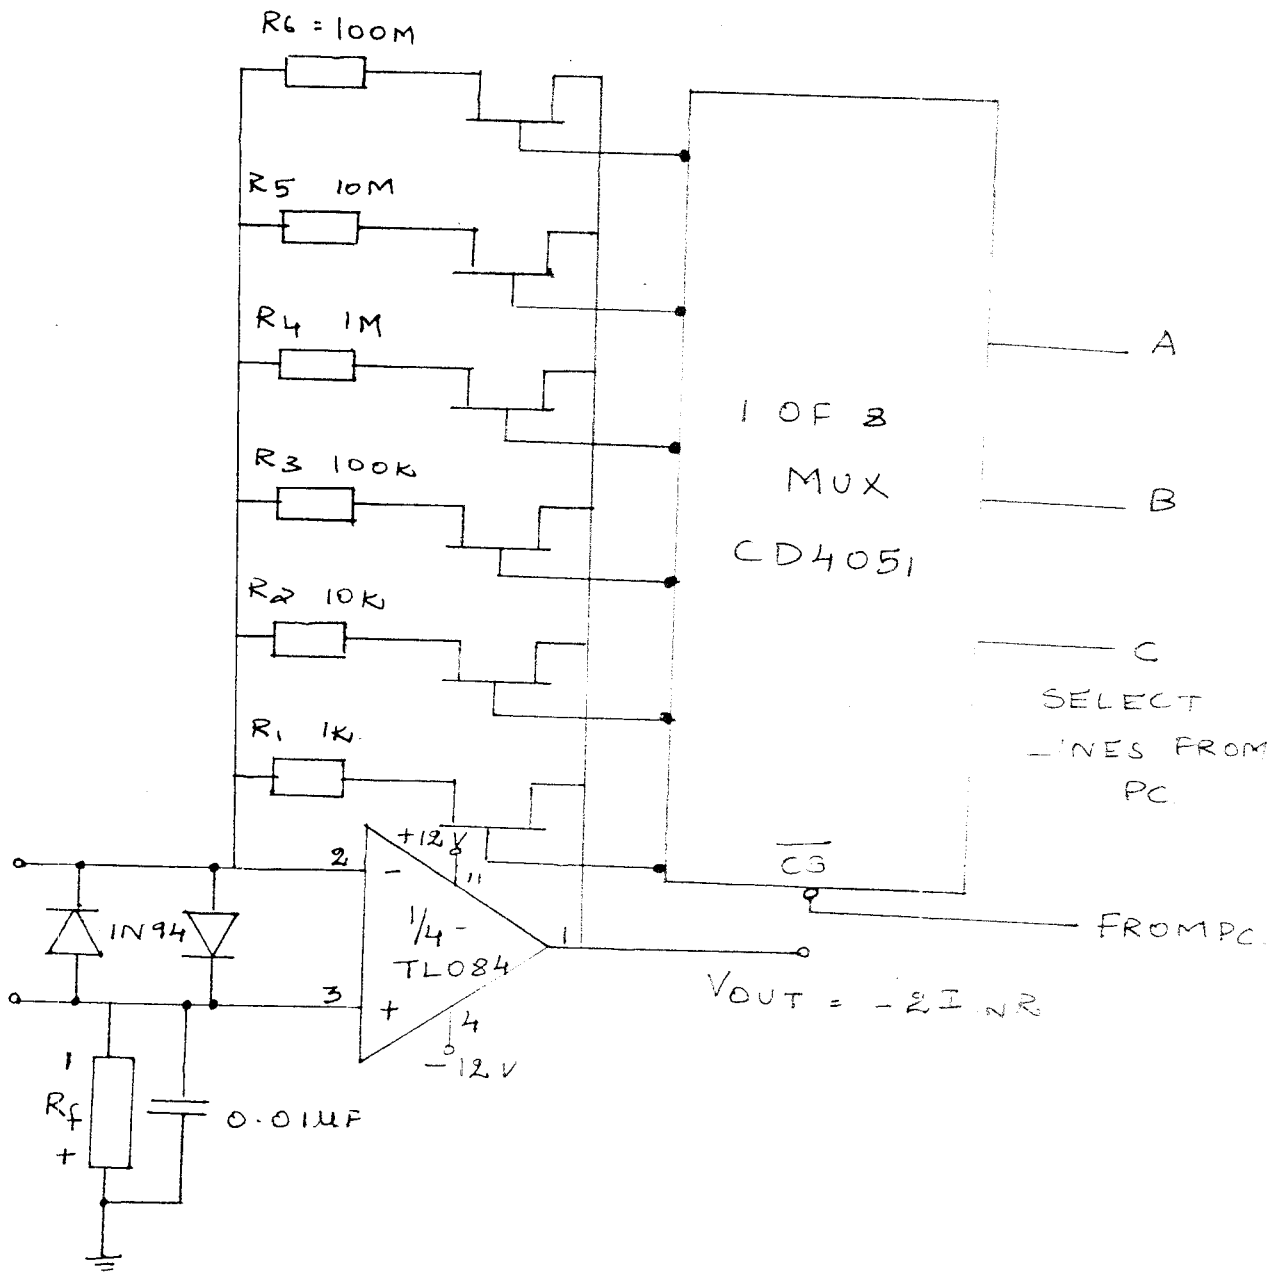 R6 = 100M
R5 10M
R4 1M
R3 100K
R2 10K
R1 1K
1 OF 8
MUX
CD4051
A
B
C
SELECT
LINES FROM
PC
CS
FROM PC.
+12V
11
2
-
1/4 -
TL084
1
3
+
4
-12V
VOUT = -2IINR
1N94
1
Rf
+
0.01UF